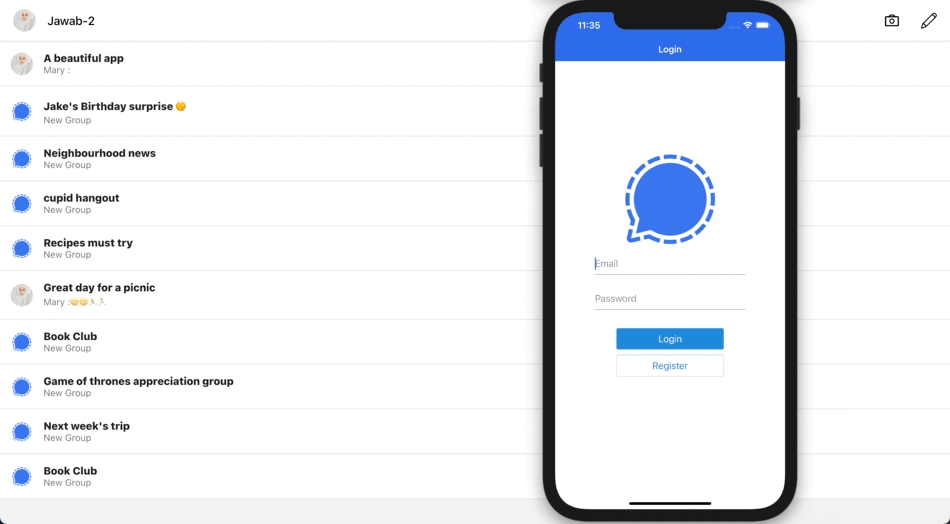 Jawab-2
A beautiful app
Mary :
Jake's Birthday surprise 😋
New Group
Neighbourhood news
New Group
cupid hangout
New Group
Recipes must try
New Group
Great day for a picnic
Mary :
Book Club
New Group
Game of thrones appreciation group
New Group
Next week's trip
New Group
Book Club
New Group
11:35
Login
Email
Password
Login
Register